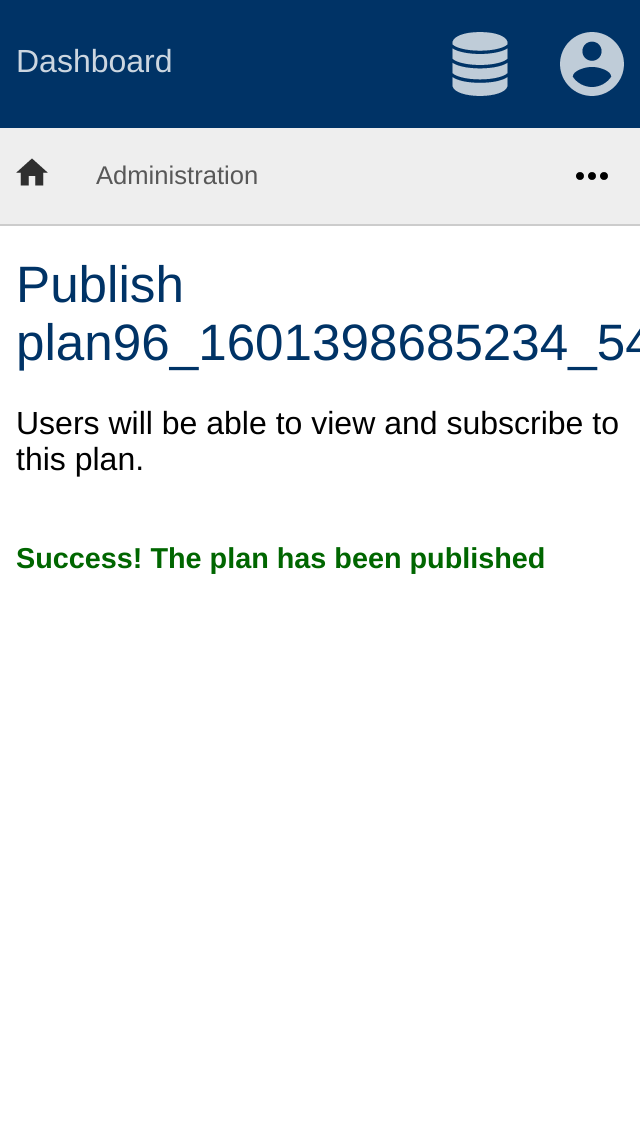 Dashboard
Administration
Publish
plan96_1601398685234_54
Users will be able to view and subscribe to
this plan.
Success! The plan has been published